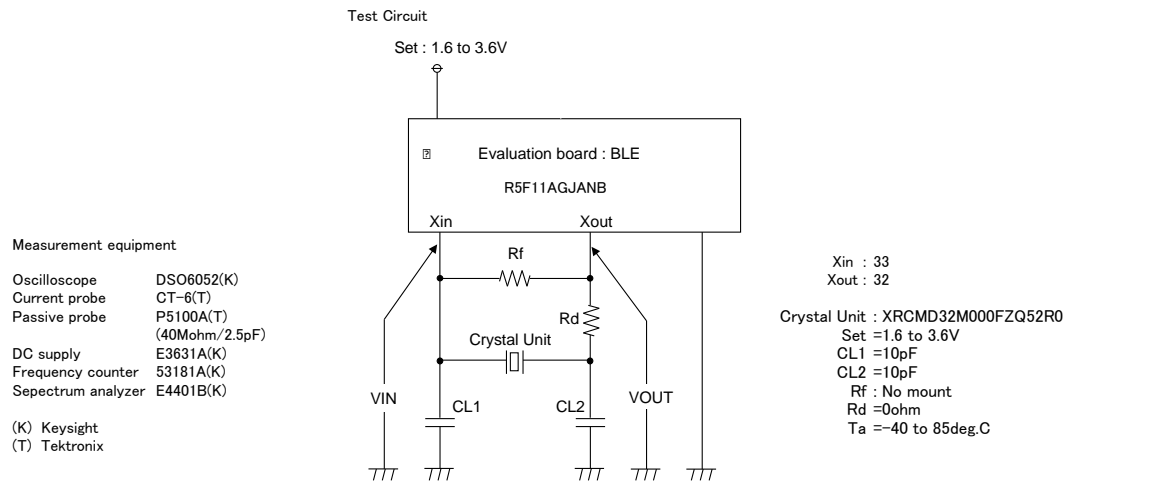 Test Circuit
Set : 1.6 to 3.6V
Evaluation board : BLE
R5F11AGJANB
Xin
Xout
Rf
Rd
Crystal Unit
VIN
CL1
CL2
VOUT
Measurement equipment
Oscilloscope DSO6052(K)
Current probe CT-6(T)
Passive probe P5100A(T)
(40Mohm/2.5pF)
DC supply E3631A(K)
Frequency counter 53181A(K)
Sepectrum analyzer E4401B(K)
(K) Keysight
(T) Tektronix
Xin : 33
Xout : 32
Crystal Unit : XRCMD32M000FZQ52R0
Set =1.6 to 3.6V
CL1 =10pF
CL2 =10pF
Rf : No mount
Rd =0ohm
Ta =-40 to 85deg.C